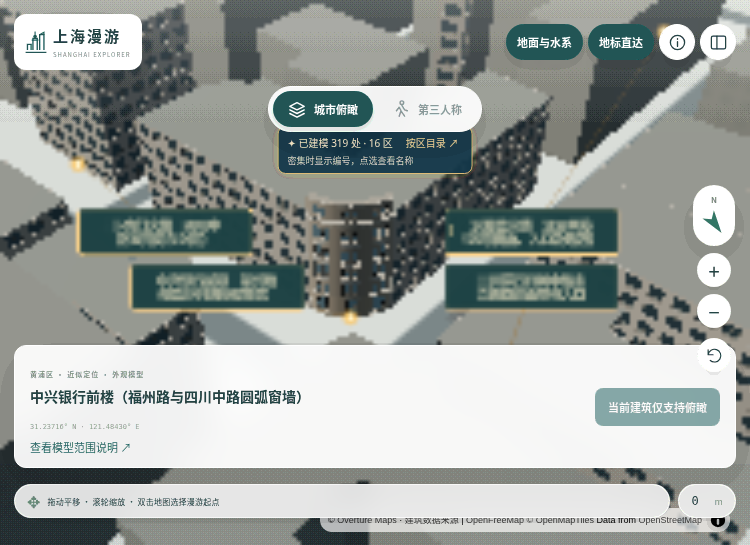 上海漫游
SHANGHAI EXPLORER
地面与水系
地标直达
城市俯瞰
第三人称
✦ 已建模 319 处 · 16 区 按区目录 ↗
密集时显示编号，点选查看名称
N
+
−
黄浦区 · 近似定位 · 外观模型
中兴银行前楼（福州路与四川中路圆弧窗墙）
31.23716° N · 121.48430° E
查看模型范围说明 ↗
当前建筑仅支持俯瞰
拖动平移 · 滚轮缩放 · 双击地图选择漫游起点
0 m
© Overture Maps · 建筑数据来源 | OpenFreeMap © OpenMapTiles Data from OpenStreetMap